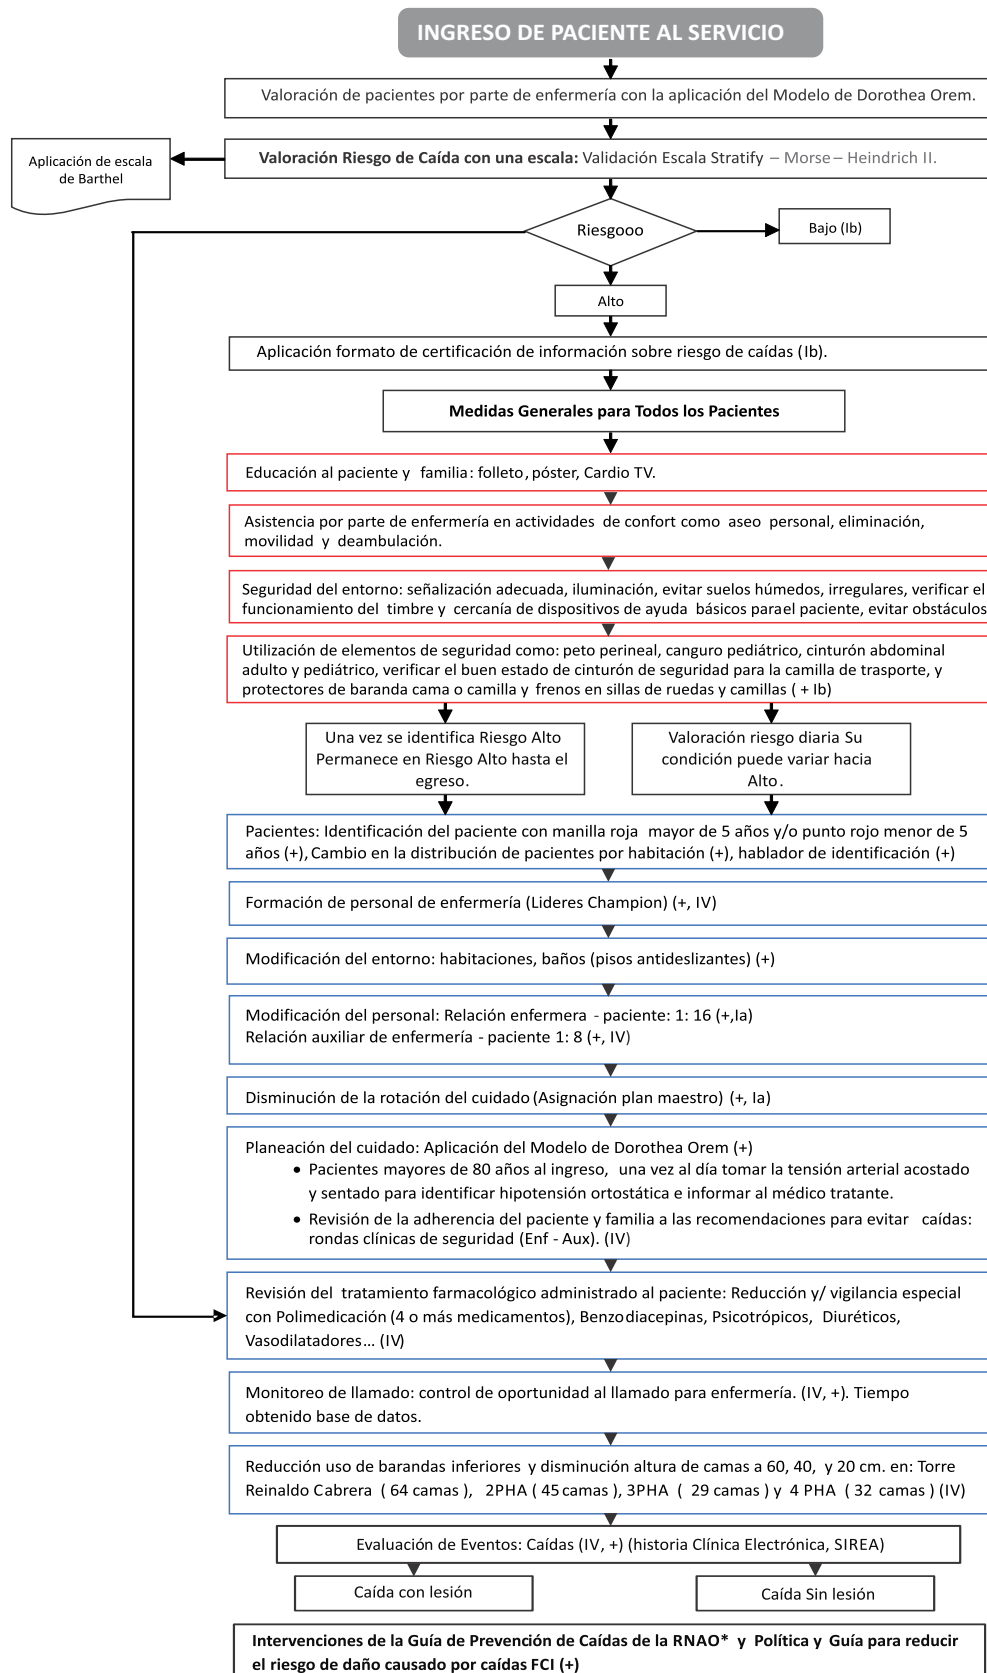 INGRESO DE PACIENTE AL SERVICIO
Valoración de pacientes por parte de enfermería con la aplicación del Modelo de Dorothea Orem.
Aplicación de escala
de Barthel
Valoración Riesgo de Caída con una escala: Validación Escala Stratify – Morse – Heindrich II.
Riesgooo
Bajo (Ib)
Alto
Aplicación formato de certificación de información sobre riesgo de caídas (Ib).
Medidas Generales para Todos los Pacientes
Educación al paciente y familia: folleto, póster, Cardio TV.
Asistencia por parte de enfermería en actividades de confort como aseo personal, eliminación,
movilidad y deambulación.
Seguridad del entorno: señalización adecuada, iluminación, evitar suelos húmedos, irregulares, verificar el
funcionamiento del timbre y cercanía de dispositivos de ayuda básicos parael paciente, evitar obstáculos
Utilización de elementos de seguridad como: peto perineal, canguro pediátrico, cinturón abdominal
adulto y pediátrico, verificar el buen estado de cinturón de seguridad para la camilla de trasporte, y
protectores de baranda cama o camilla y frenos en sillas de ruedas y camillas ( + Ib)
Una vez se identifica Riesgo Alto
Permanece en Riesgo Alto hasta el
egreso.
Valoración riesgo diaria Su
condición puede variar hacia
Alto.
Pacientes: Identificación del paciente con manilla roja mayor de 5 años y/o punto rojo menor de 5
años (+), Cambio en la distribución de pacientes por habitación (+), hablador de identificación (+)
Formación de personal de enfermería (Lideres Champion) (+, IV)
Modificación del entorno: habitaciones, baños (pisos antideslizantes) (+)
Modificación del personal: Relación enfermera - paciente: 1: 16 (+,Ia)
Relación auxiliar de enfermería - paciente 1: 8 (+, IV)
Disminución de la rotación del cuidado (Asignación plan maestro) (+, Ia)
Planeación del cuidado: Aplicación del Modelo de Dorothea Orem (+)
• Pacientes mayores de 80 años al ingreso, una vez al día tomar la tensión arterial acostado
y sentado para identificar hipotensión ortostática e informar al médico tratante.
• Revisión de la adherencia del paciente y familia a las recomendaciones para evitar caídas:
rondas clínicas de seguridad (Enf - Aux). (IV)
Revisión del tratamiento farmacológico administrado al paciente: Reducción y/ vigilancia especial
con Polimedicación (4 o más medicamentos), Benzodiacepinas, Psicotrópicos, Diuréticos,
Vasodilatadores... (IV)
Monitoreo de llamado: control de oportunidad al llamado para enfermería. (IV, +). Tiempo
obtenido base de datos.
Reducción uso de barandas inferiores y disminución altura de camas a 60, 40, y 20 cm. en: Torre
Reinaldo Cabrera ( 64 camas ), 2PHA ( 45 camas ), 3PHA ( 29 camas ) y 4 PHA ( 32 camas ) (IV)
Evaluación de Eventos: Caídas (IV, +) (historia Clínica Electrónica, SIREA)
Caída con lesión
Caída Sin lesión
Intervenciones de la Guía de Prevención de Caídas de la RNAO* y Política y Guía para reducir
el riesgo de daño causado por caídas FCI (+)